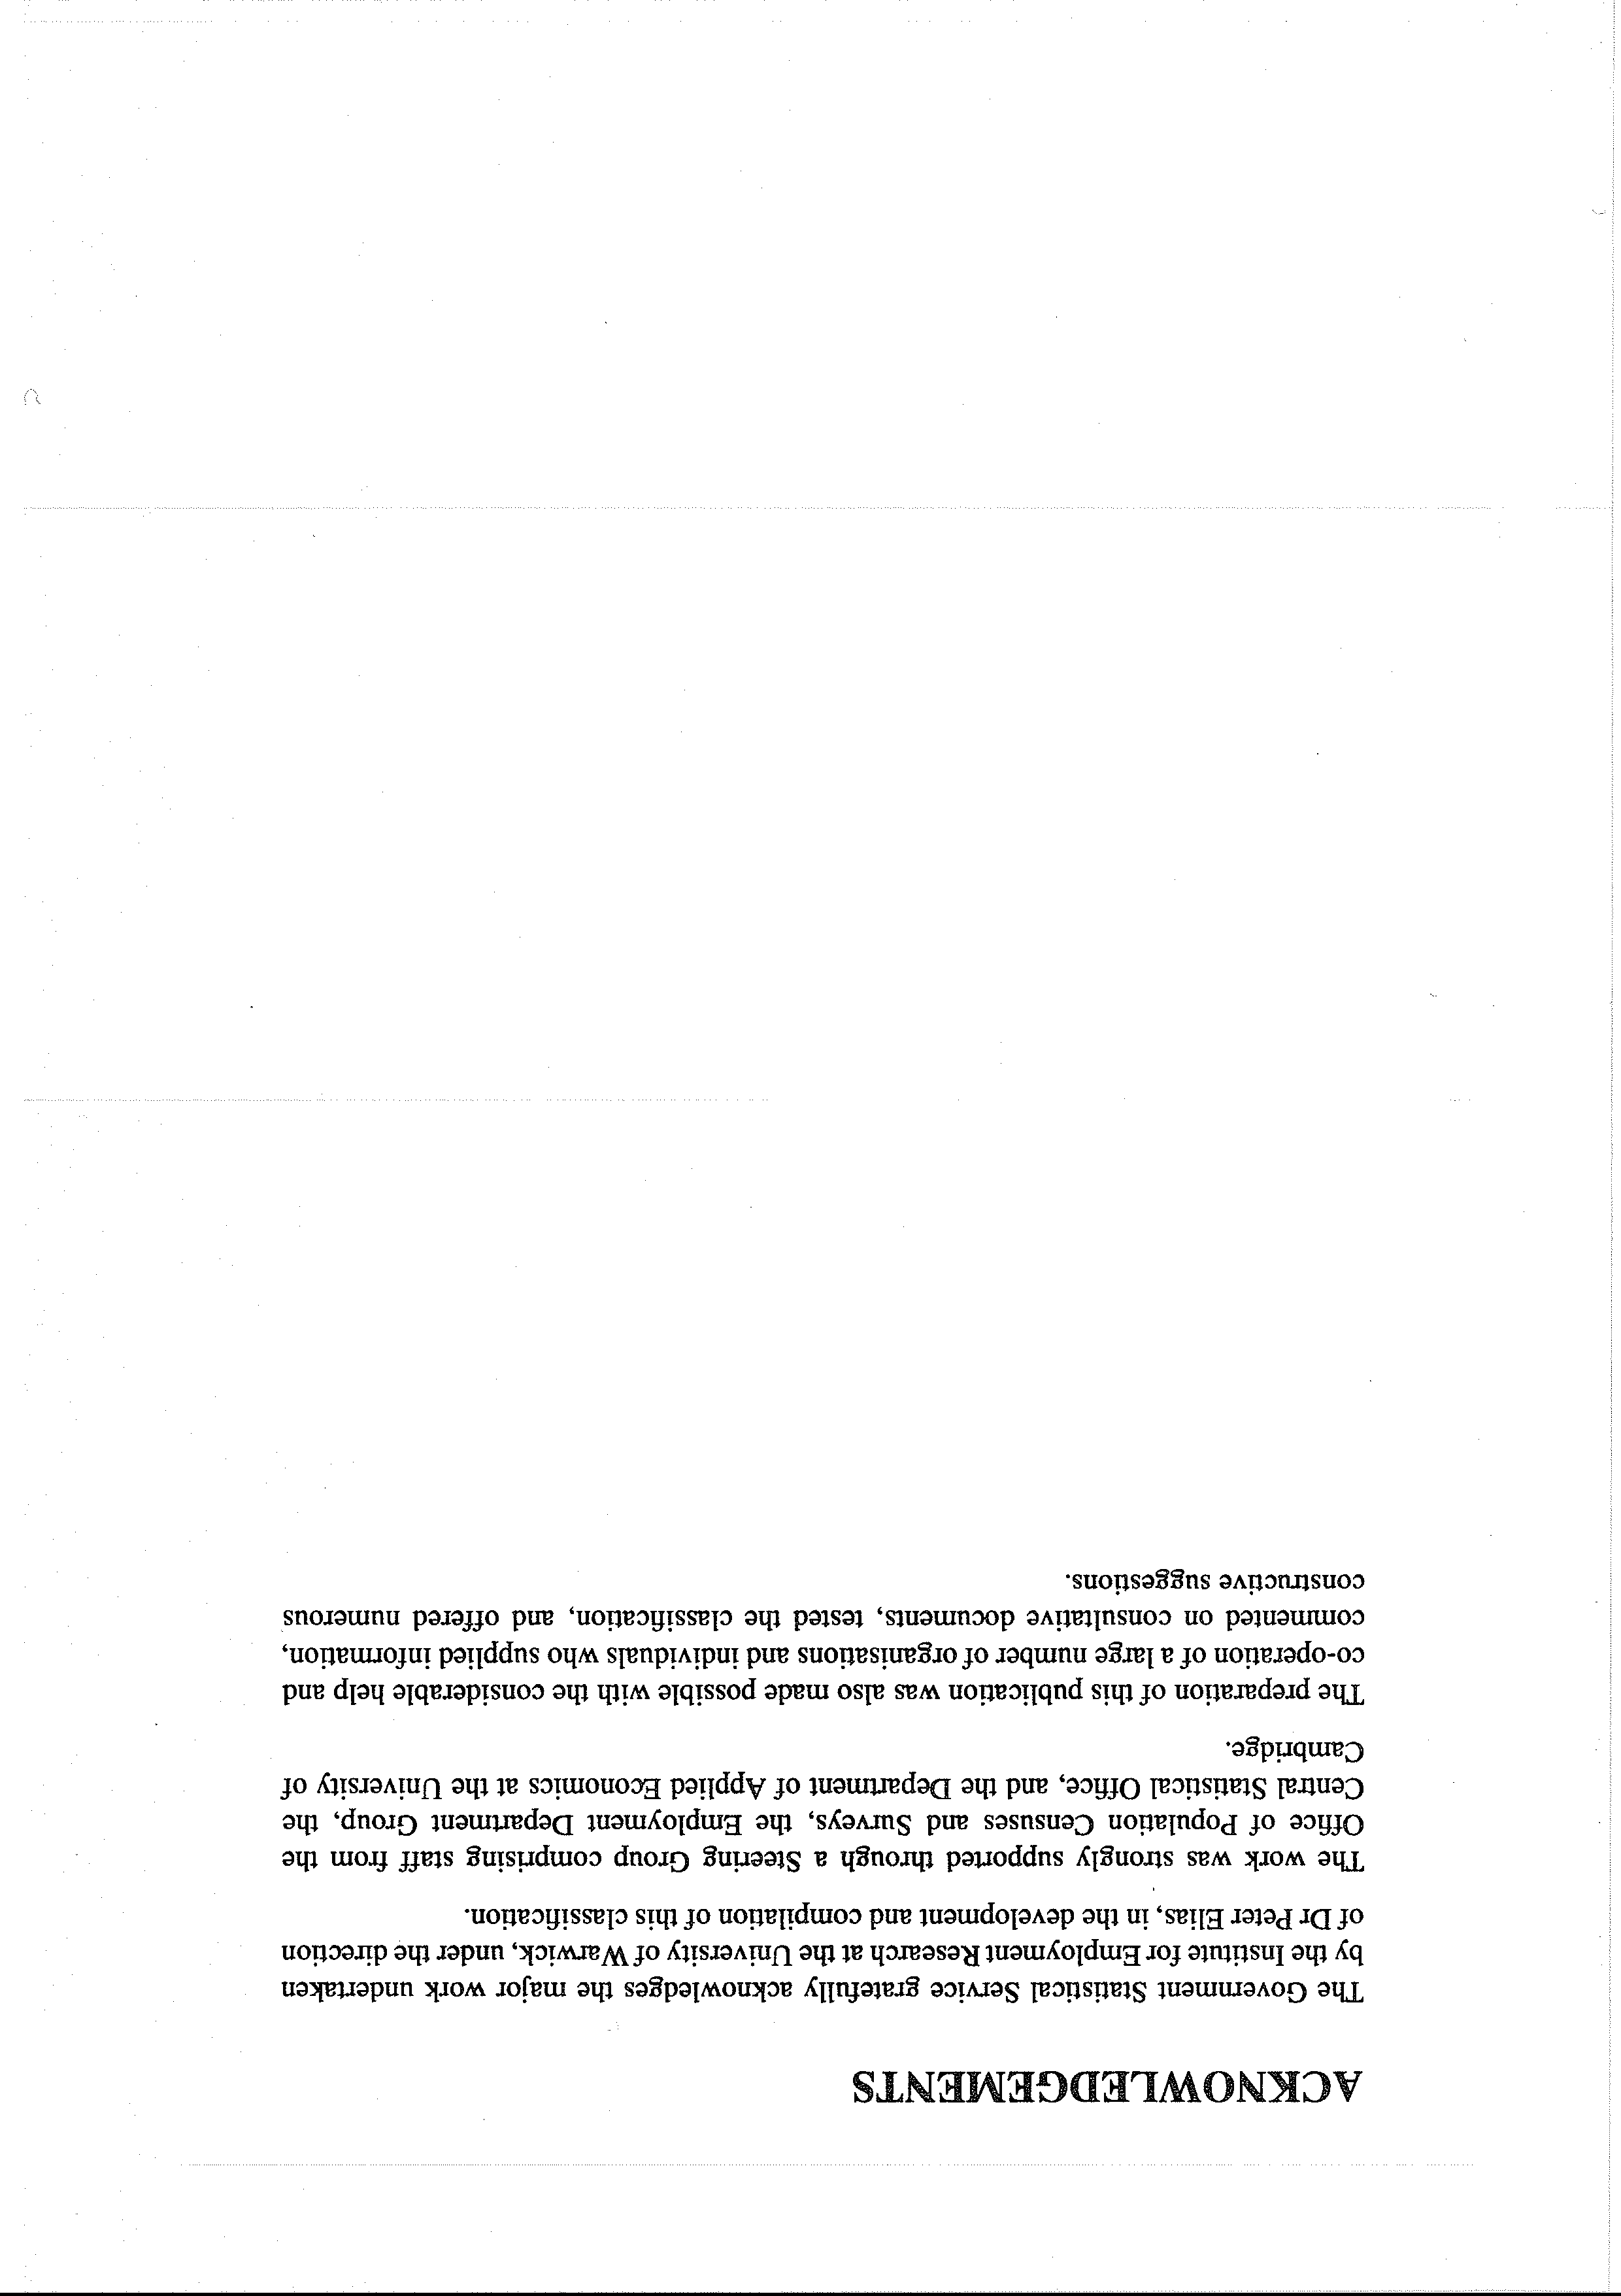 ACKNOWLEDGEMENTS
The Government Statistical Service gratefully acknowledges the major work undertaken
by the Institute for Employment Research at the University of Warwick, under the direction
of Dr Peter Elias, in the development and compilation of this classification.
The work was strongly supported through a Steering Group comprising staff from the
Office of Population Censuses and Surveys, the Employment Department Group, the
Central Statistical Office, and the Department of Applied Economics at the University of
Cambridge.
The preparation of this publication was also made possible with the considerable help and
co-operation of a large number of organisations and individuals who supplied information,
commented on consultative documents, tested the classification, and offered numerous
constructive suggestions.